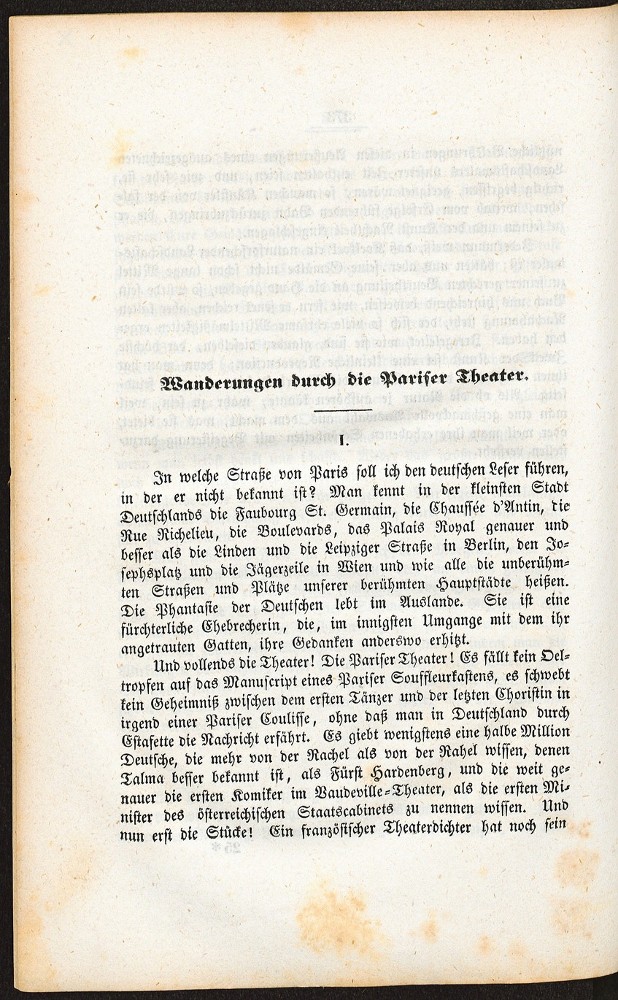 Wanderungen durch die Pariser Theater.
I.
In welche Straße von Paris soll ich den deutschen Leser führen,
in der er nicht bekannt ist? Man kennt in der kleinsten Stadt
Deutschlands die Faubourg St. Germain, die Chaussée d'Antin, die
Rue Richelieu, die Boulevards, das Palais Royal genauer und
besser als die Linden und die Leipziger Straße in Berlin, den Jo-
sephsplatz und die Jägerzeile in Wien und wie alle die unberühm-
ten Straßen und Plätze unserer berühmten Hauptstädte heißen.
Die Phantasie der Deutschen lebt im Auslande. Sie ist eine
fürchterliche Ehebrecherin, die, im innigsten Umgange mit dem ihr
angetrauten Gatten, ihre Gedanken anderswo erhitzt.
Und vollends die Theater! Die Pariser Theater! Es fällt kein Oel-
tropfen auf das Manuscript eines Pariser Souffleurkastens, es schwebt
kein Geheimniß zwischen dem ersten Tänzer und der letzten Choristin in
irgend einer Pariser Coulisse, ohne daß man in Deutschland durch
Estafette die Nachricht erfährt. Es giebt wenigstens eine halbe Million
Deutsche, die mehr von der Rachel als von der Rahel wissen, denen
Talma besser bekannt ist, als Fürst Hardenberg, und die weit ge-
nauer die ersten Komiker im Vaudeville-Theater, als die ersten Mi-
nister des österreichischen Staatscabinets zu nennen wissen. Und
nun erst die Stücke! Ein französischer Theaterdichter hat noch sein